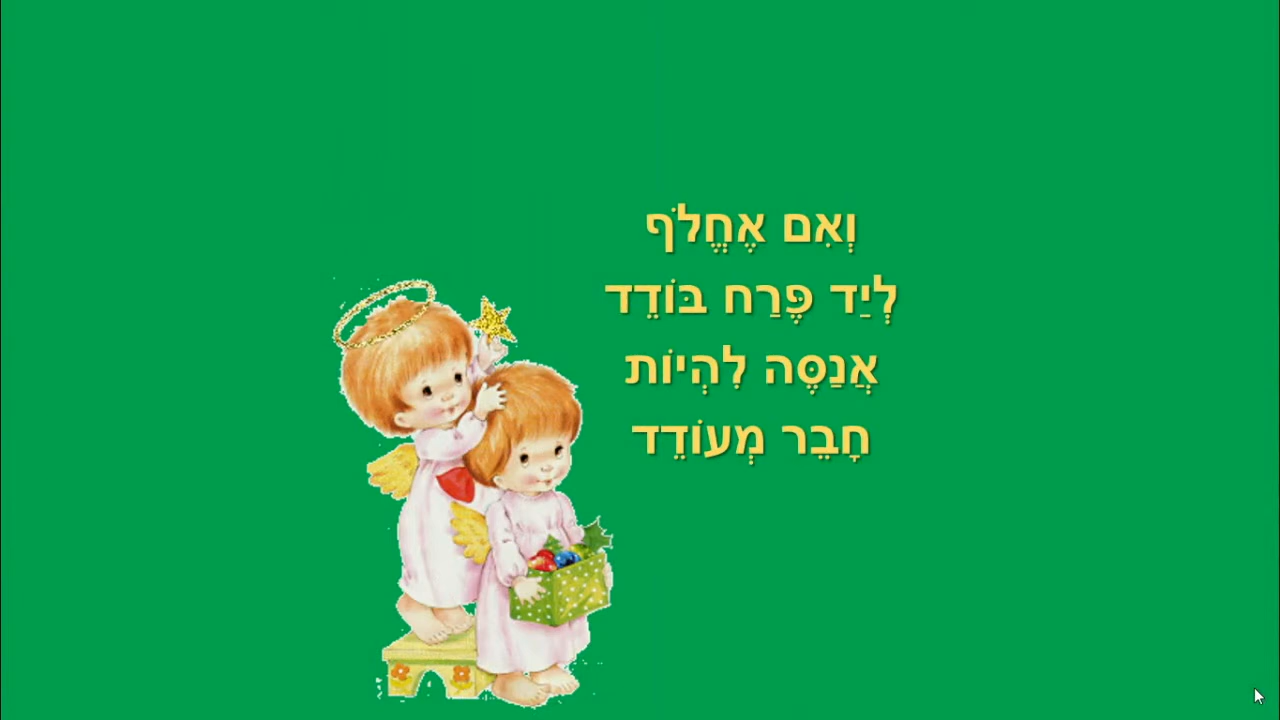 וְאִם אֶחֱלֹף
לְיַד פֶּרַח בּוֹדֵד
אֲנַסֶּה לִהְיוֹת
חָבֵר מְעוֹדֵד